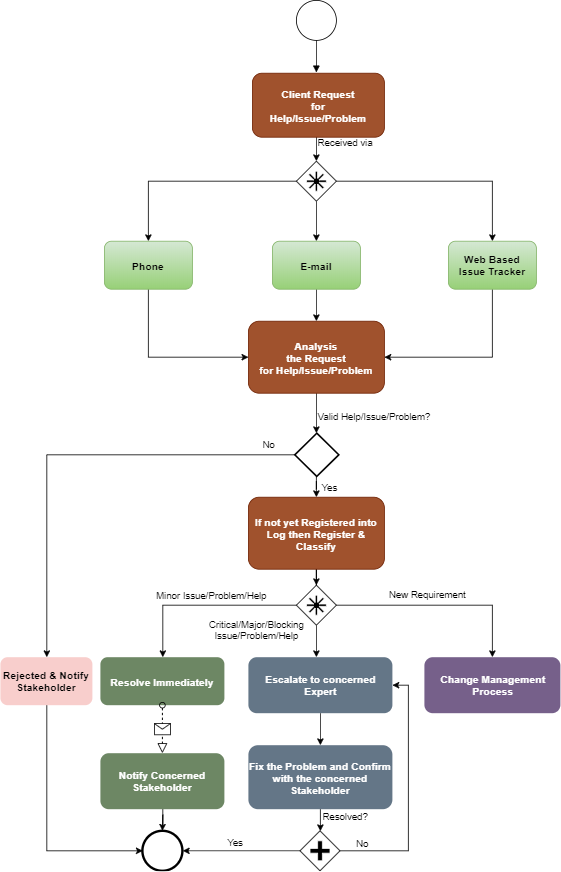 Client Request
for
Help/Issue/Problem
Received via
Phone
E-mail
Web Based
Issue Tracker
Analysis
the Request
for Help/Issue/Problem
Valid Help/Issue/Problem?
No
Yes
If not yet Registered into
Log then Register &
Classify
Minor Issue/Problem/Help
Critical/Major/Blocking
Issue/Problem/Help
New Requirement
Rejected & Notify
Stakeholder
Resolve Immediately
Escalate to concerned
Expert
Change Management
Process
Notify Concerned
Stakeholder
Fix the Problem and Confirm
with the concerned
Stakeholder
Resolved?
Yes
No